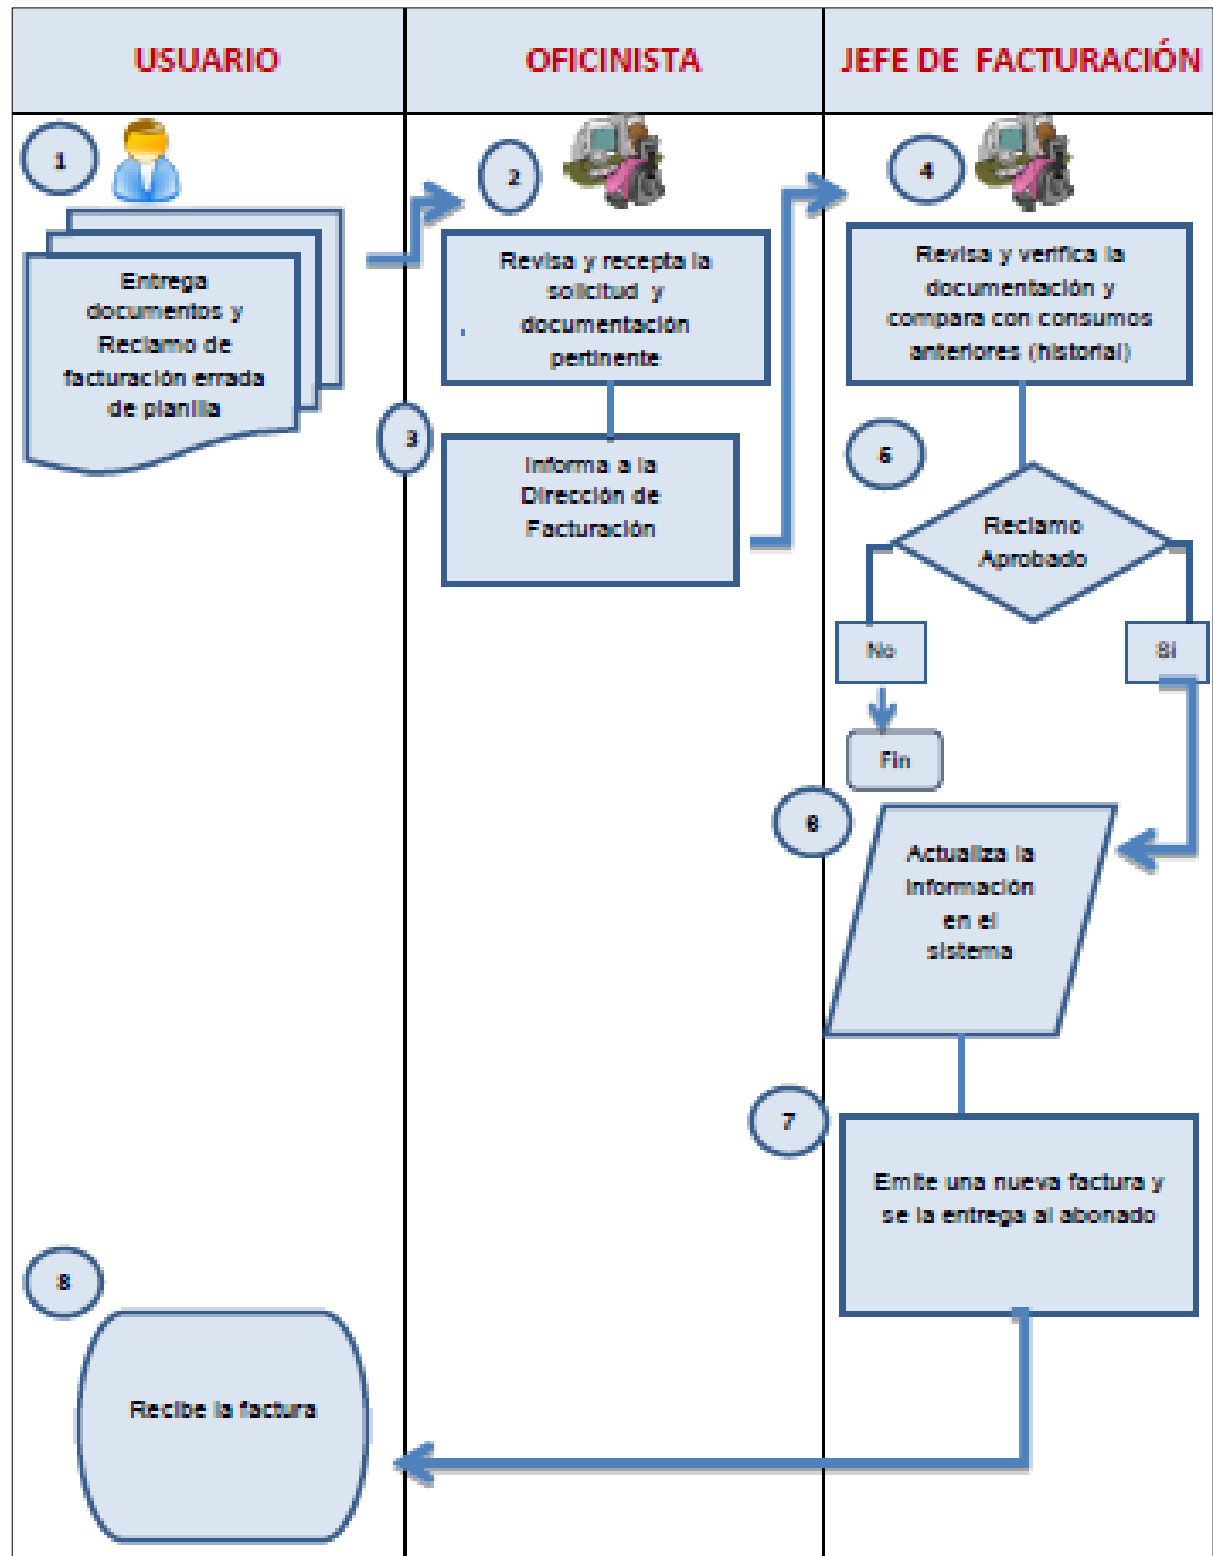 USUARIO
OFICINISTA
JEFE DE FACTURACIÓN
1
Entrega
documentos y
Reclamo de
facturación errada
de planilla
2
Revisa y recepta la
solicitud y
documentación
pertinente
3
Informa a la
Dirección de
Facturación
4
Revisa y verifica la
documentación y
compara con consumos
anteriores (historial)
5
Reclamo
Aprobado
No
Si
Fin
6
Actualiza la
información
en el
sistema
7
Emite una nueva factura y
se la entrega al abonado
8
Recibe la factura